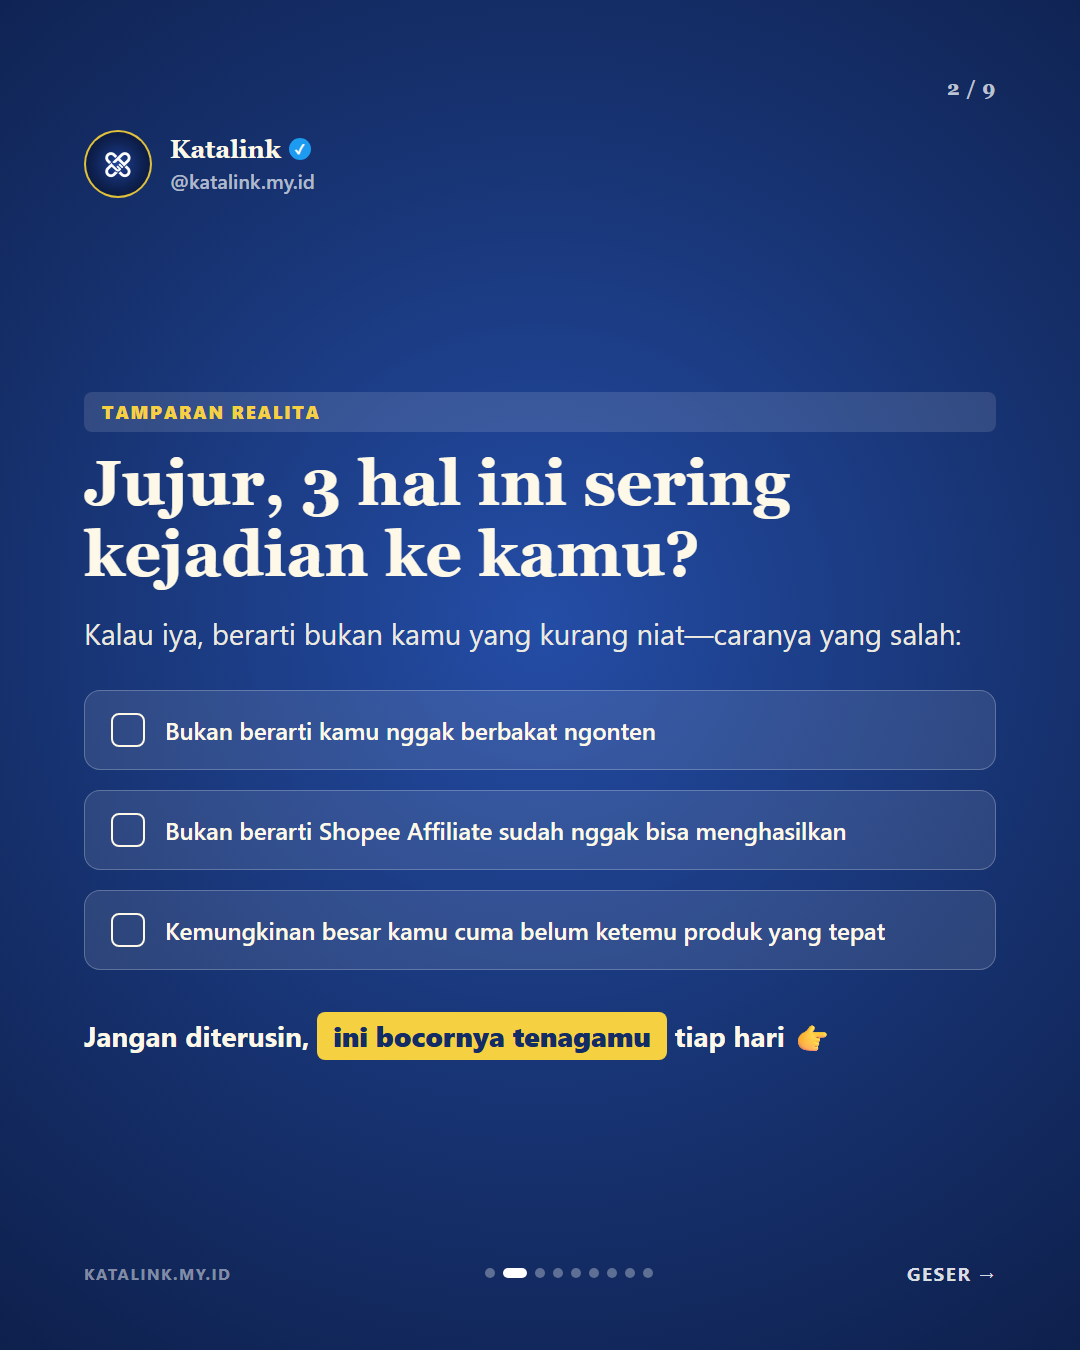 2 / 9
Katalink
@katalink.my.id
TAMPARAN REALITA
Jujur, 3 hal ini sering
kejadian ke kamu?
Kalau iya, berarti bukan kamu yang kurang niat—caranya yang salah:
Bukan berarti kamu nggak berbakat ngonten
Bukan berarti Shopee Affiliate sudah nggak bisa menghasilkan
Kemungkinan besar kamu cuma belum ketemu produk yang tepat
Jangan diterusin, ini bocornya tenagamu tiap hari 👉
KATALINK.MY.ID
GESER →